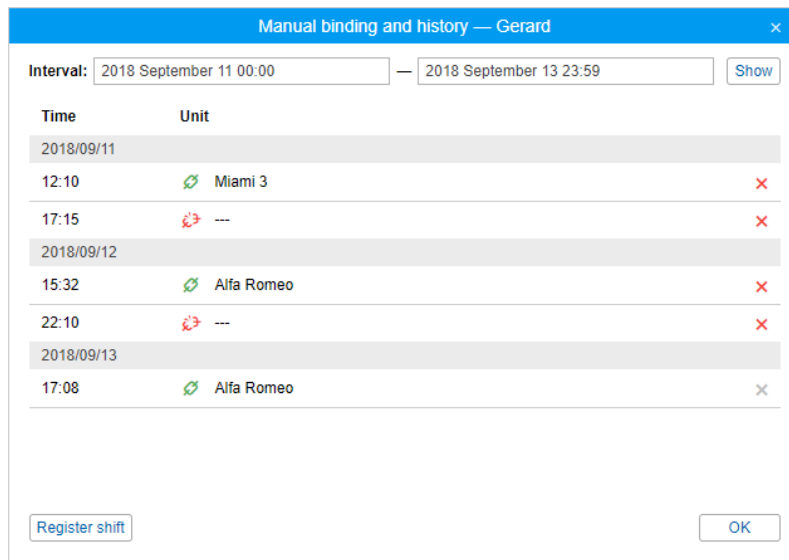 Manual binding and history — Gerard ×
Interval: 2018 September 11 00:00 — 2018 September 13 23:59 Show
Time Unit
2018/09/11
12:10 Miami 3
17:15 ---
2018/09/12
15:32 Alfa Romeo
22:10 ---
2018/09/13
17:08 Alfa Romeo
Register shift OK